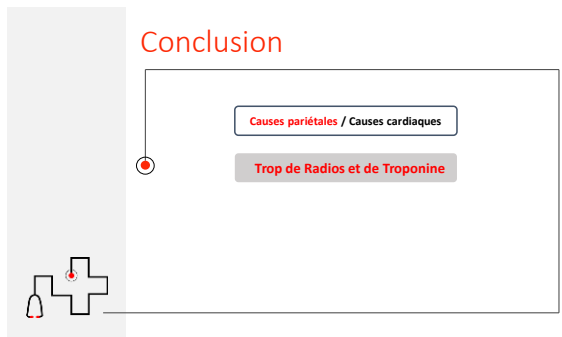 Conclusion
Causes pariétales / Causes cardiaques
Trop de Radios et de Troponine